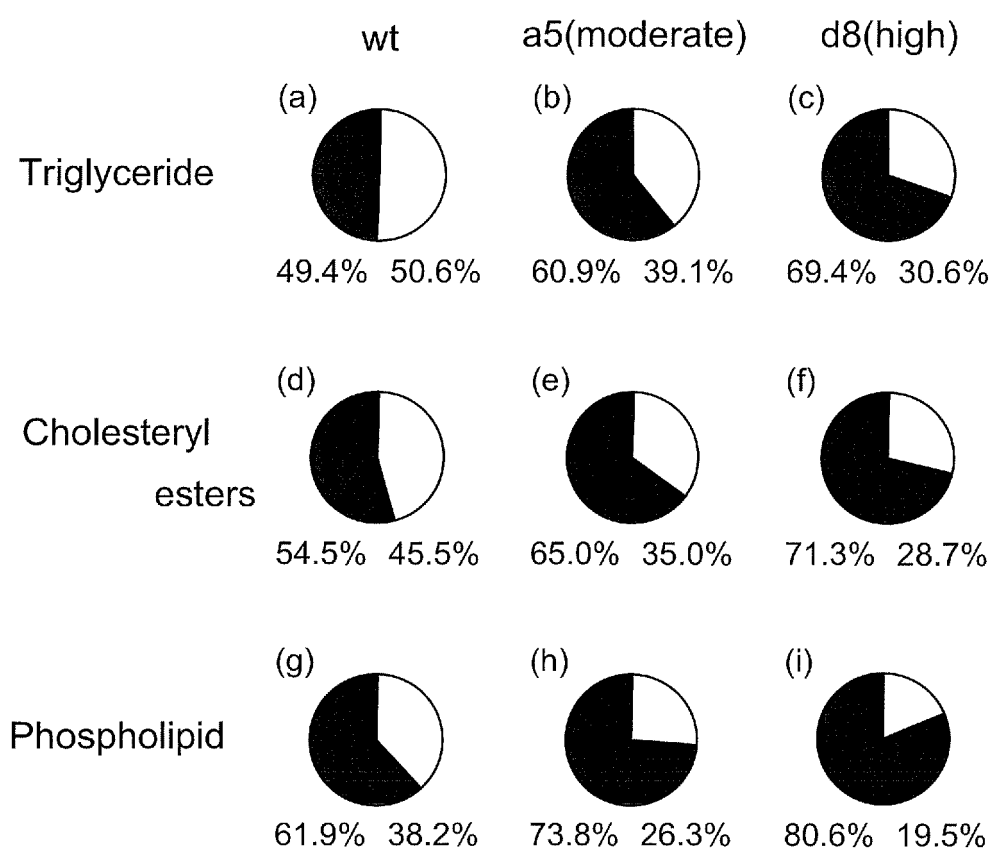 wt a5(moderate) d8(high)
(a) (b) (c)
Triglyceride
49.4% 50.6% 60.9% 39.1% 69.4% 30.6%
(d) (e) (f)
Cholesteryl
esters
54.5% 45.5% 65.0% 35.0% 71.3% 28.7%
(g) (h) (i)
Phospholipid
61.9% 38.2% 73.8% 26.3% 80.6% 19.5%